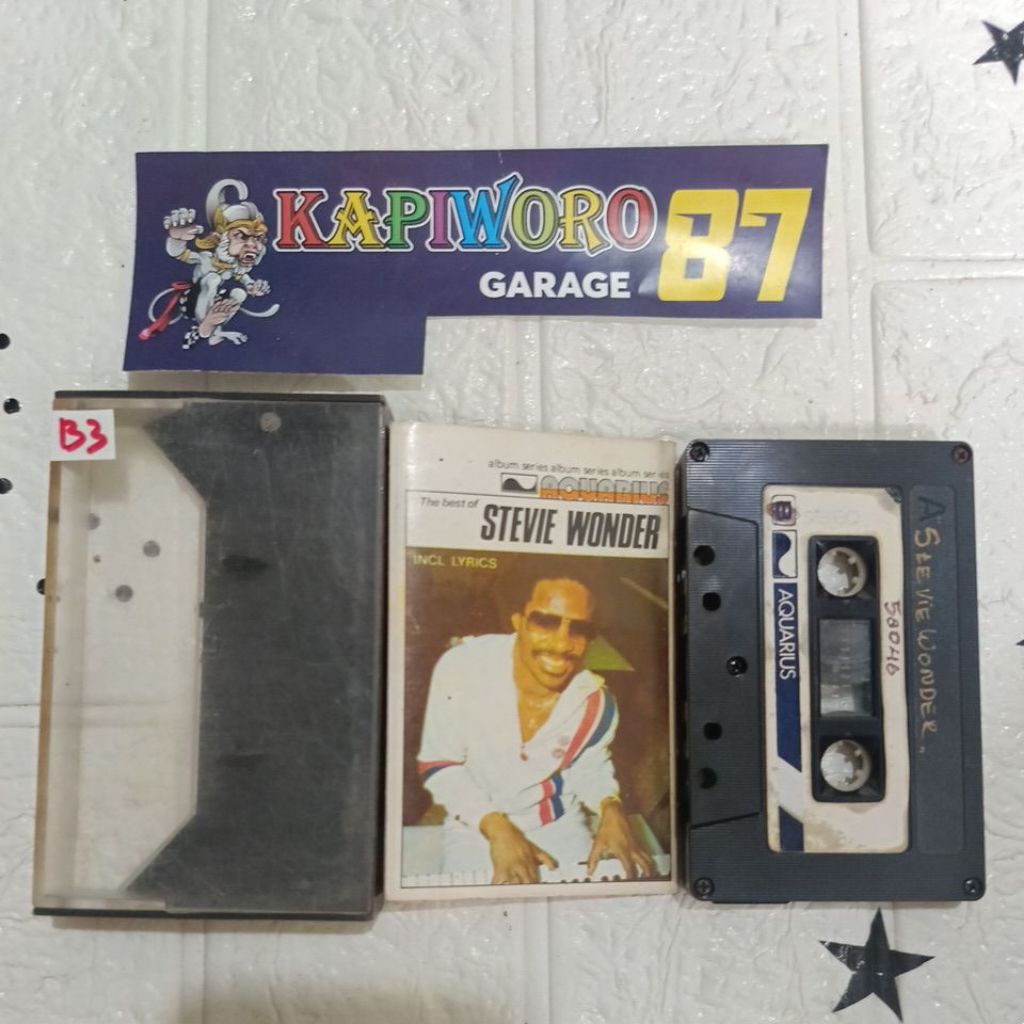 KAPIWORO 87
GARAGE
B3
album series album series album series
AQUARIUS
The best of
STEVIE WONDER
INCL LYRICS
B
AQUARIUS
58046
A STEVIE WONDER.